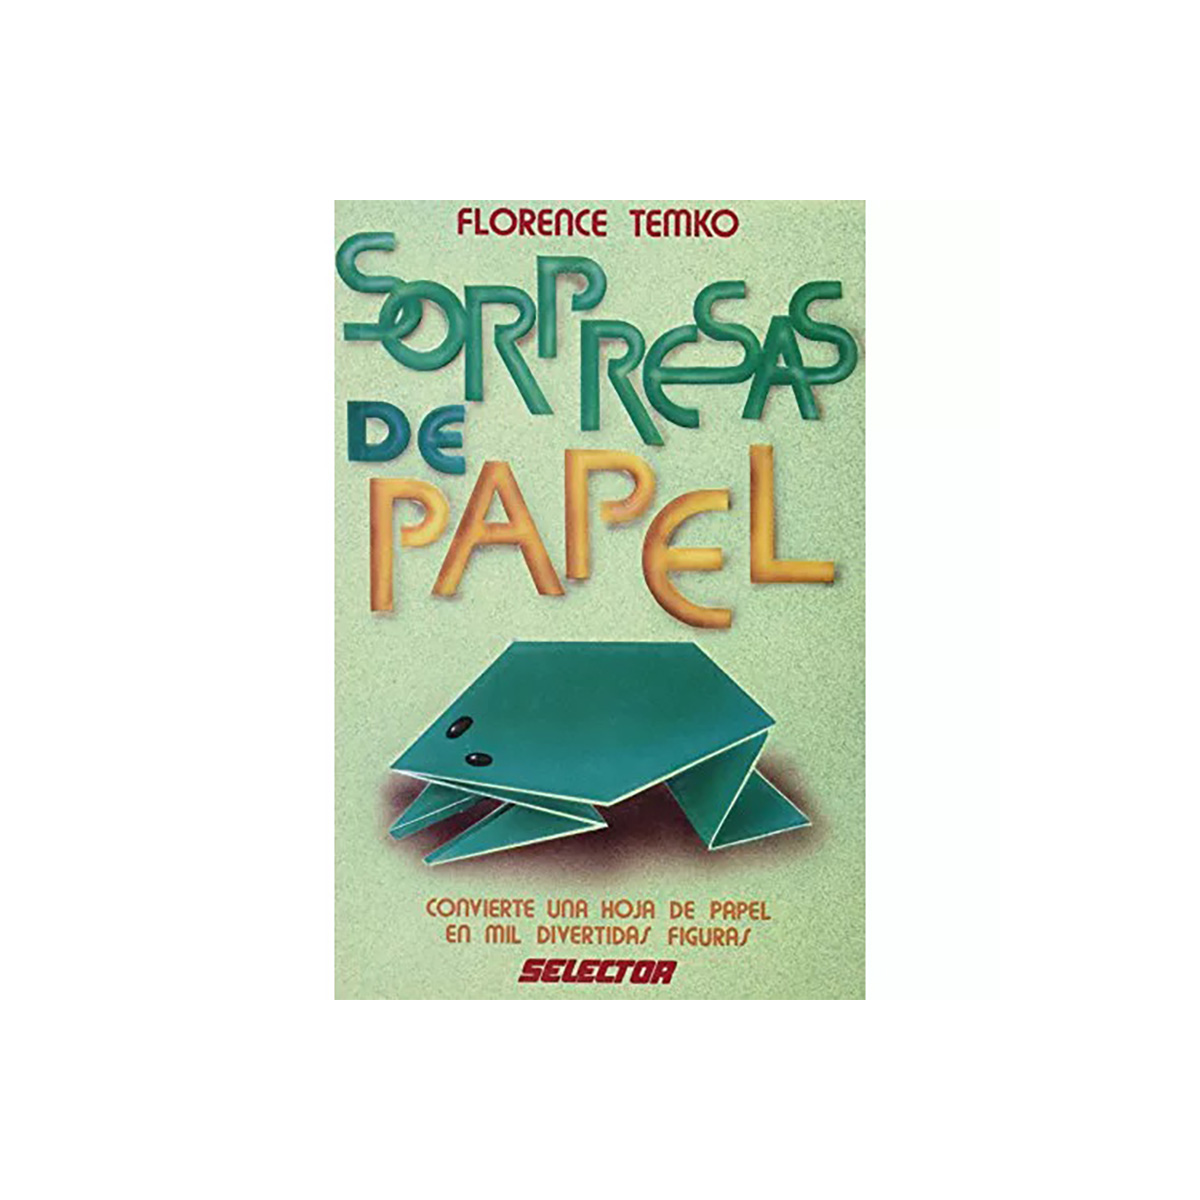 FLORENCE TEMKO
SORPRESAS
DE
PAPEL
CONVIERTE UNA HOJA DE PAPEL
EN MIL DIVERTIDAS FIGURAS
SELECTOR